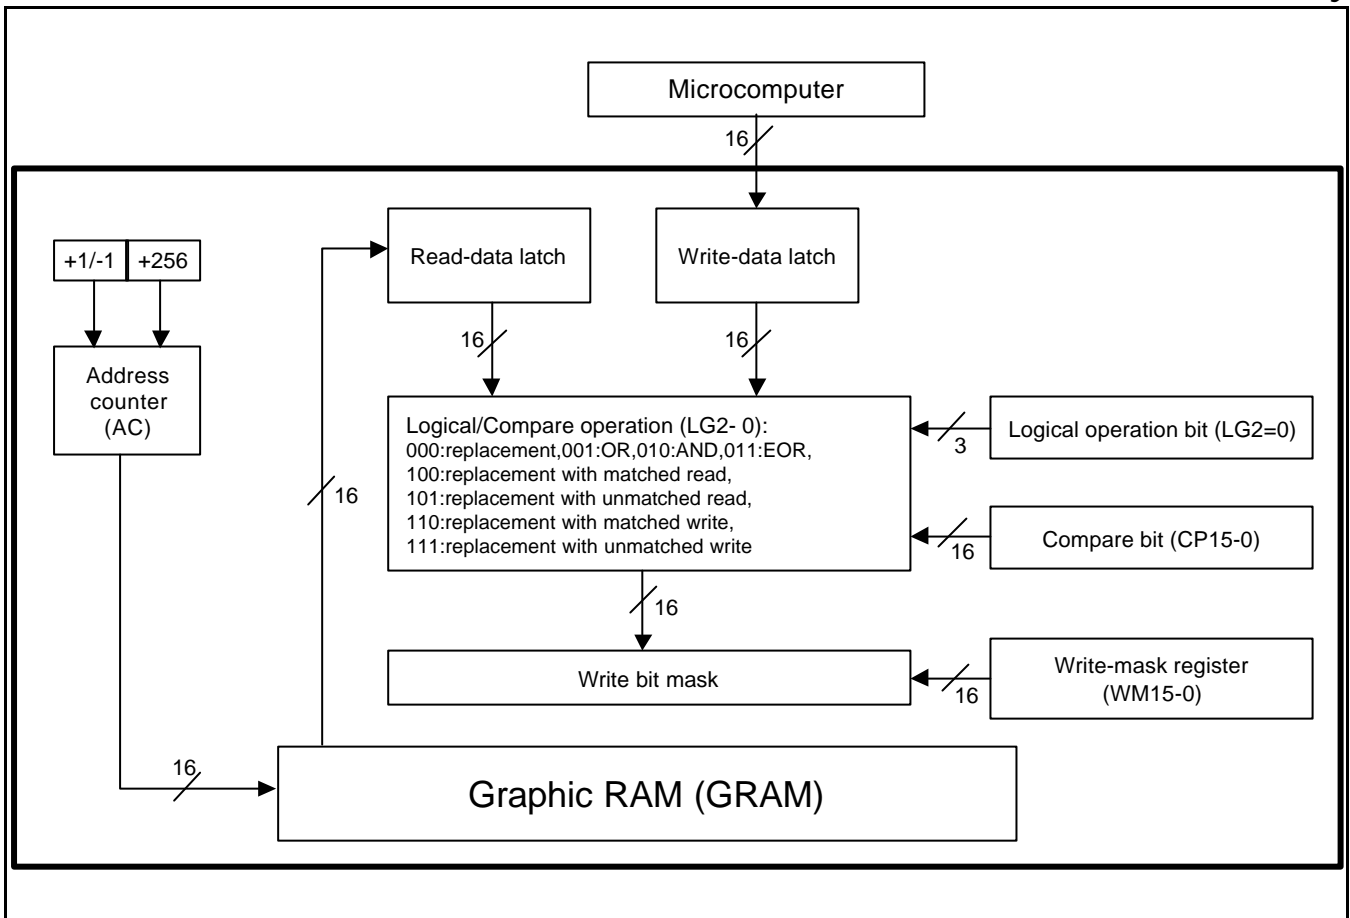 Microcomputer
16
+1/-1 +256
Read-data latch
Write-data latch
16
16
Address
counter
(AC)
Logical/Compare operation (LG2- 0):
000:replacement,001:OR,010:AND,011:EOR,
100:replacement with matched read,
101:replacement with unmatched read,
110:replacement with matched write,
111:replacement with unmatched write
3
Logical operation bit (LG2=0)
16
16
Compare bit (CP15-0)
16
Write bit mask
16
Write-mask register
(WM15-0)
16
Graphic RAM (GRAM)